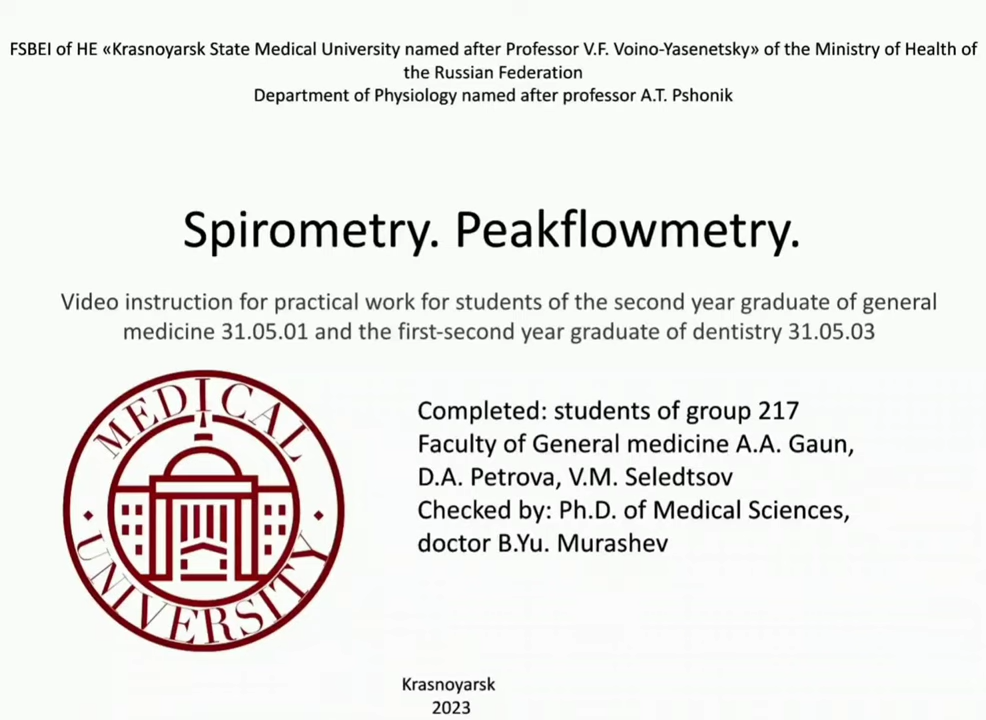 FSBEI of HE «Krasnoyarsk State Medical University named after Professor V.F. Voino-Yasenetsky» of the Ministry of Health of
the Russian Federation
Department of Physiology named after professor A.T. Pshonik
Spirometry. Peakflowmetry.
Video instruction for practical work for students of the second year graduate of general
medicine 31.05.01 and the first-second year graduate of dentistry 31.05.03
MEDICAL
UNIVERSITY
Completed: students of group 217
Faculty of General medicine A.A. Gaun,
D.A. Petrova, V.M. Seledtsov
Checked by: Ph.D. of Medical Sciences,
doctor B.Yu. Murashev
Krasnoyarsk
2023